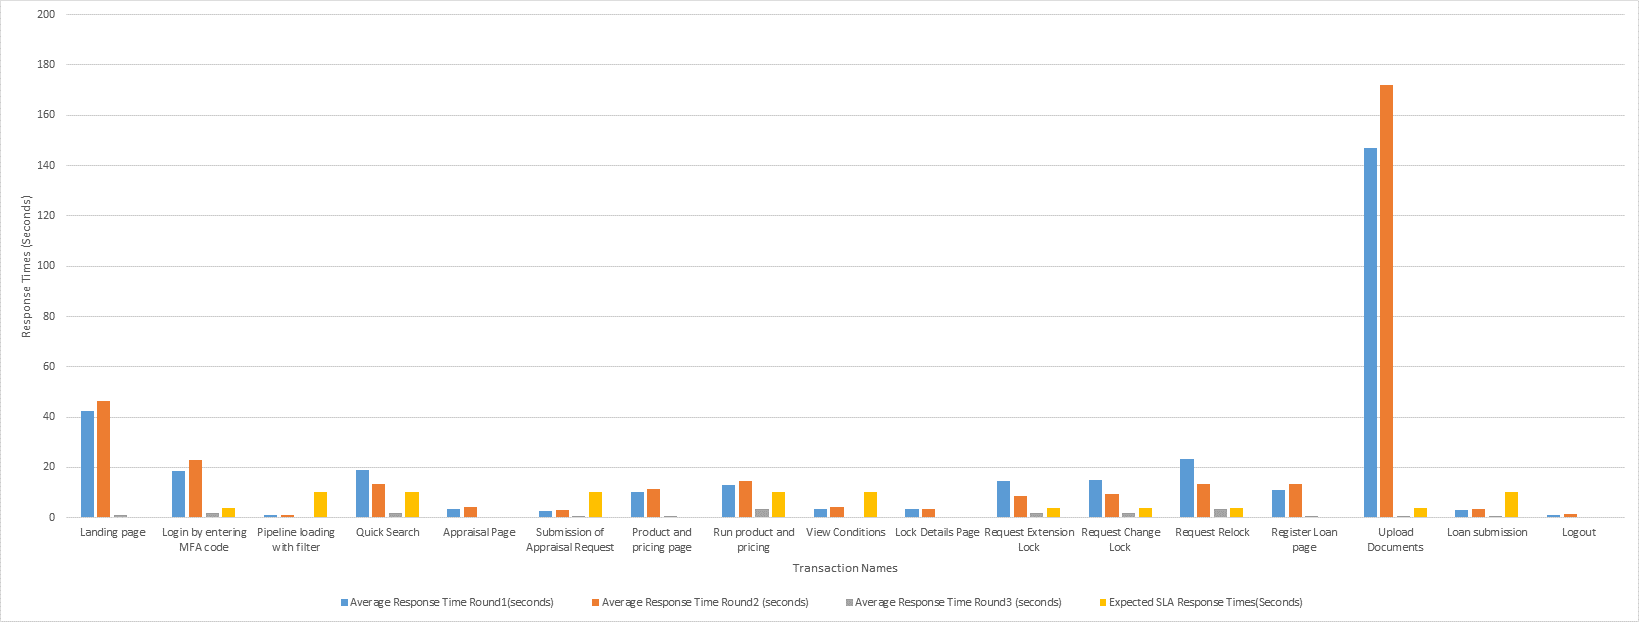 200
180
160
140
120
100
80
60
40
20
0
Response Times (Seconds)
Landing page
Login by entering
MFA code
Pipeline loading
with filter
Quick Search
Appraisal Page
Submission of
Appraisal Request
Product and
pricing page
Run product and
pricing
View Conditions
Lock Details Page
Request Extension
Lock
Request Change
Lock
Request Relock
Register Loan
page
Upload
Documents
Loan submission
Logout
Transaction Names
Average Response Time Round1(seconds)
Average Response Time Round2 (seconds)
Average Response Time Round3 (seconds)
Expected SLA Response Times(Seconds)